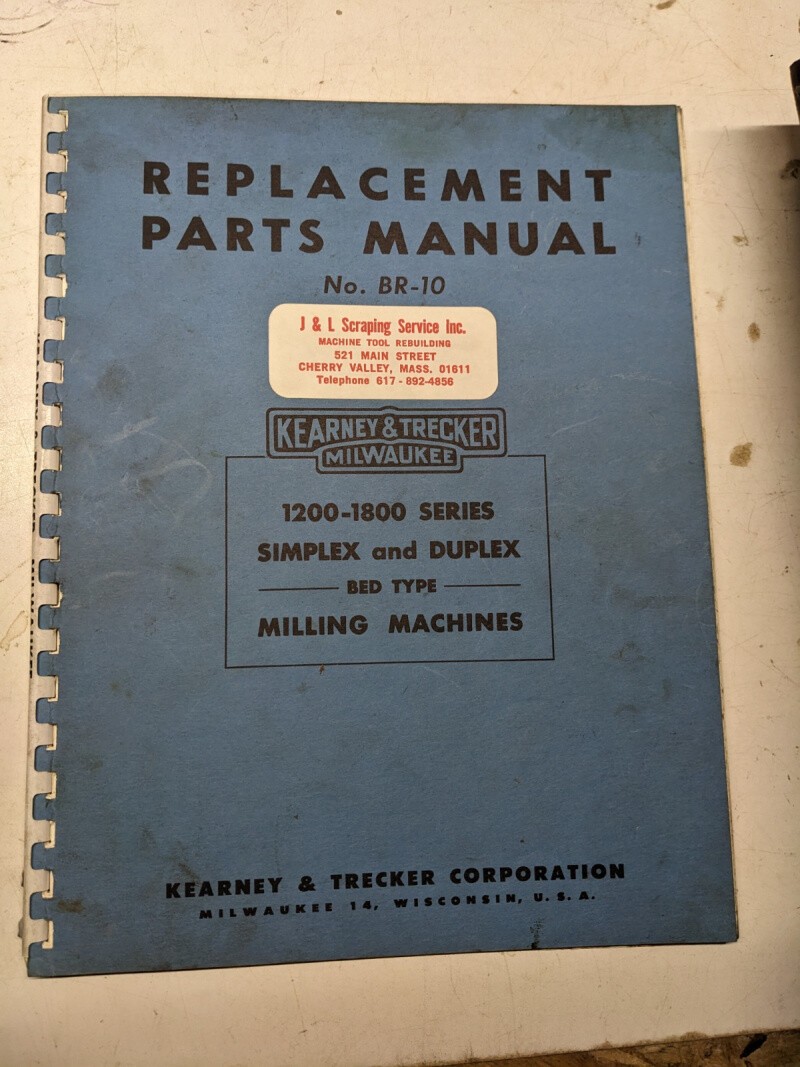 REPLACEMENT
PARTS MANUAL
No. BR-10
J & L Scraping Service Inc.
MACHINE TOOL REBUILDING
521 MAIN STREET
CHERRY VALLEY, MASS. 01611
Telephone 617-892-4856
KEARNEY & TRECKER
MILWAUKEE
1200-1800 SERIES
SIMPLEX and DUPLEX
BED TYPE
MILLING MACHINES
KEARNEY & TRECKER CORPORATION
MILWAUKEE 14, WISCONSIN, U. S. A.